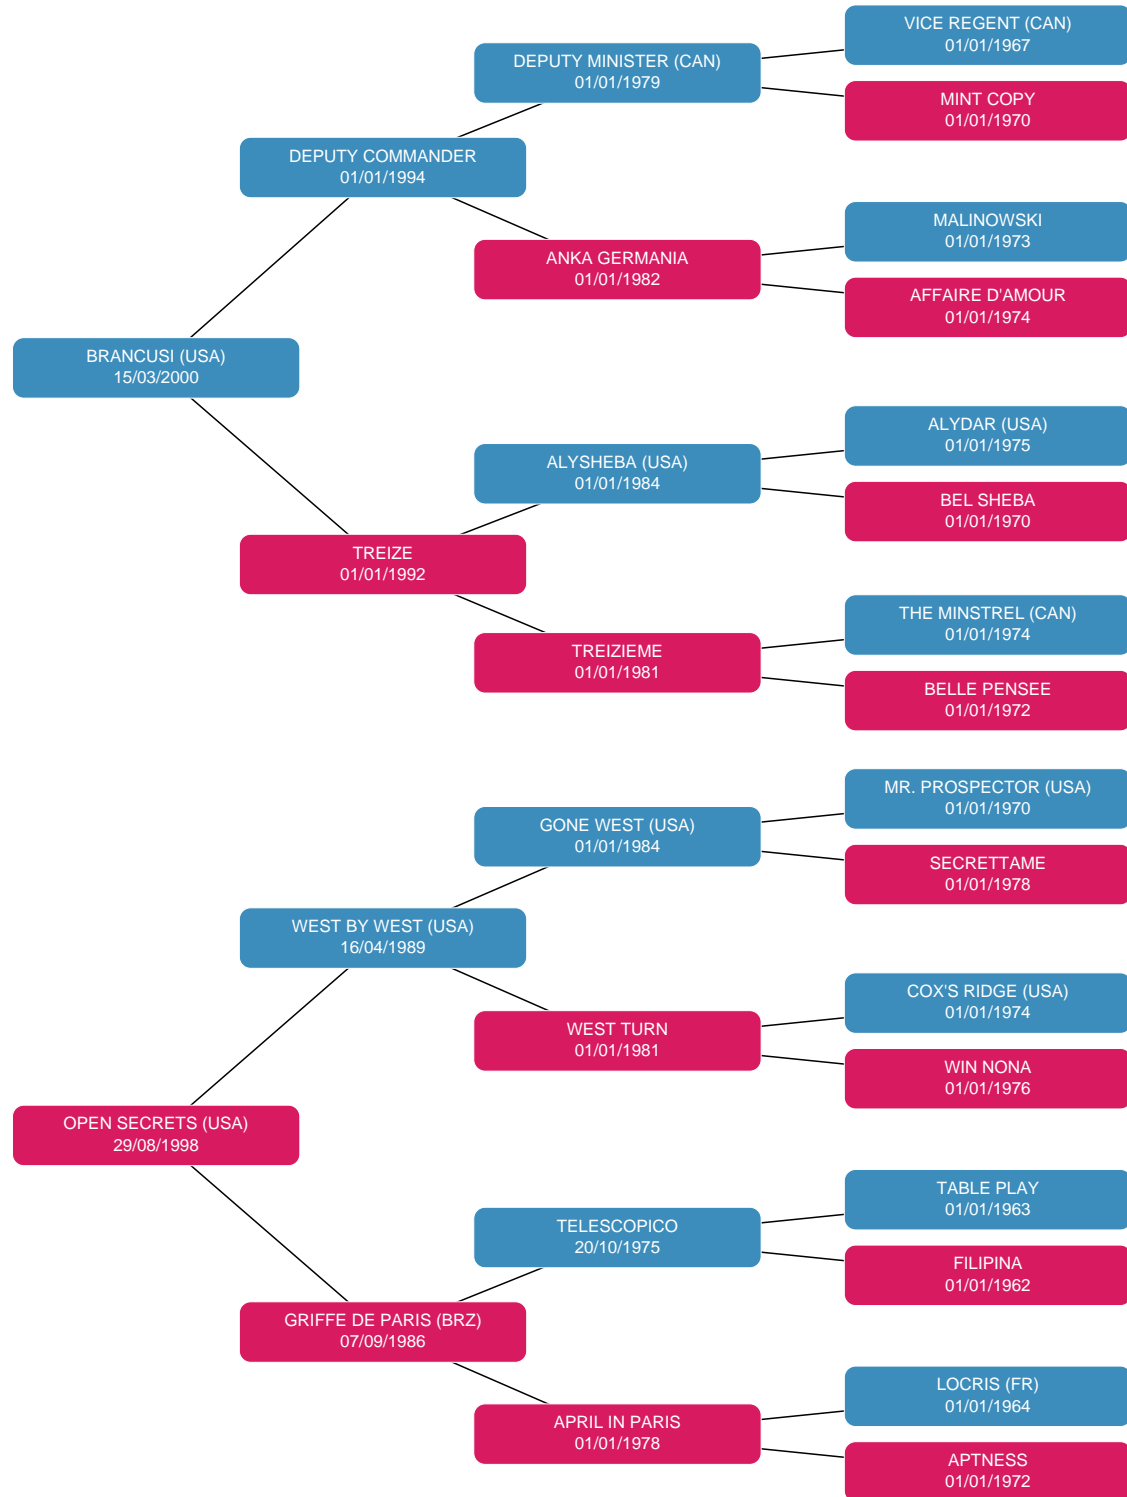 VICE REGENT (CAN)
01/01/1967
DEPUTY MINISTER (CAN)
01/01/1979
MINT COPY
01/01/1970
DEPUTY COMMANDER
01/01/1994
MALINOWSKI
01/01/1973
ANKA GERMANIA
01/01/1982
AFFAIRE D'AMOUR
01/01/1974
BRANCUSI (USA)
15/03/2000
ALYDAR (USA)
01/01/1975
ALYSHEBA (USA)
01/01/1984
BEL SHEBA
01/01/1970
TREIZE
01/01/1992
THE MINSTREL (CAN)
01/01/1974
TREIZIEME
01/01/1981
BELLE PENSEE
01/01/1972
MR. PROSPECTOR (USA)
01/01/1970
GONE WEST (USA)
01/01/1984
SECRETTAME
01/01/1978
WEST BY WEST (USA)
16/04/1989
COX'S RIDGE (USA)
01/01/1974
WEST TURN
01/01/1981
WIN NONA
01/01/1976
OPEN SECRETS (USA)
29/08/1998
TABLE PLAY
01/01/1963
TELESCOPICO
20/10/1975
FILIPINA
01/01/1962
GRIFFE DE PARIS (BRZ)
07/09/1986
LOCRIS (FR)
01/01/1964
APRIL IN PARIS
01/01/1978
APTNESS
01/01/1972